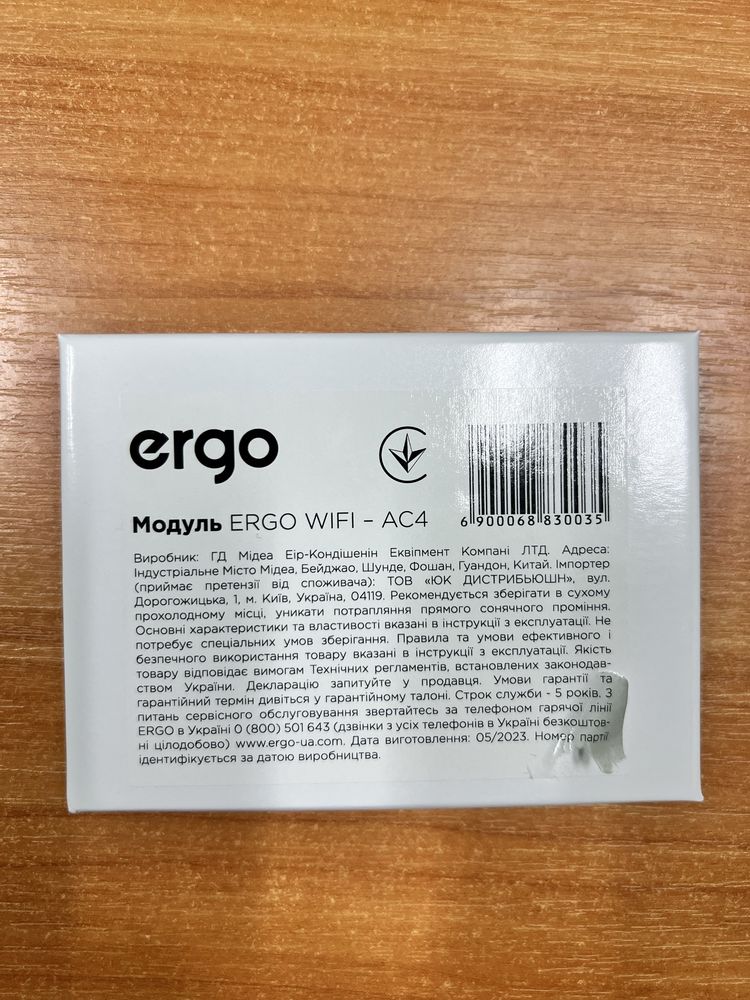 ergo
6 900068 830035
Модуль ERGO WIFI – AC4
Виробник: ГД Мідеа Еір-Кондішенін Еквіпмент Компані ЛТД. Адреса:
Індустріальне Місто Мідеа, Бейджао, Шунде, Фошан, Гуандон, Китай. Імпортер
(приймає претензії від споживача): ТОВ «ЮК ДИСТРИБЬЮШН», вул.
Дорогожицька, 1, м. Київ, Україна, 04119. Рекомендується зберігати в сухому
прохолодному місці, уникати потрапляння прямого сонячного проміння.
Основні характеристики та властивості вказані в інструкції з експлуатації. Не
потребує спеціальних умов зберігання. Правила та умови ефективного і
безпечного використання товару вказані в інструкції з експлуатації. Якість
товару відповідає вимогам Технічних регламентів, встановлених законодав-
ством України. Декларацію запитуйте у продавця. Умови гарантії та
гарантійний термін дивіться у гарантійному талоні. Строк служби - 5 років. З
питань сервісного обслуговування звертайтесь за телефоном гарячої лінії
ERGO в Україні 0 (800) 501 643 (дзвінки з усіх телефонів в Україні безкоштов-
ні цілодобово) www.ergo-ua.com. Дата виготовлення: 05/2023. Номер партії
ідентифікується за датою виробництва.